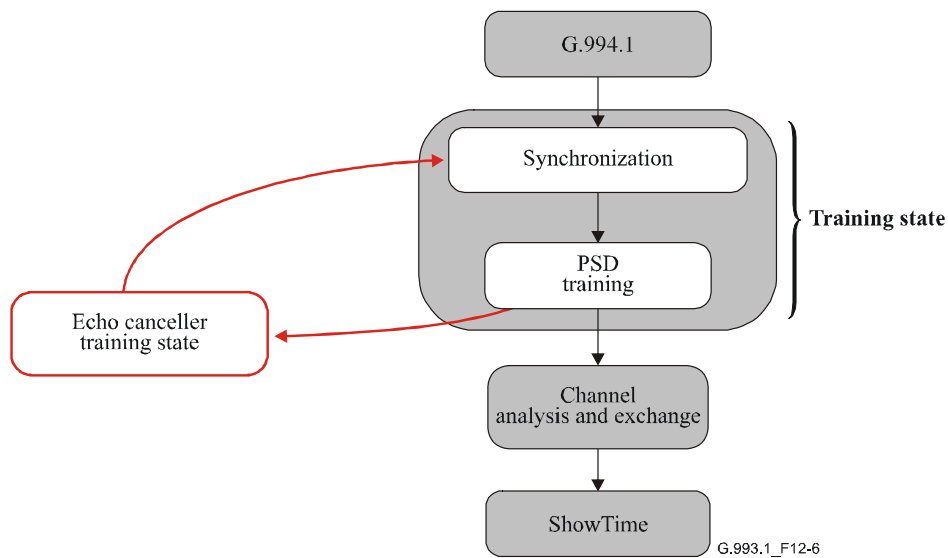 G.994.1
Synchronization
Training state
PSD
training
Echo canceller
training state
Channel
analysis and exchange
ShowTime
G.993.1_F12-6